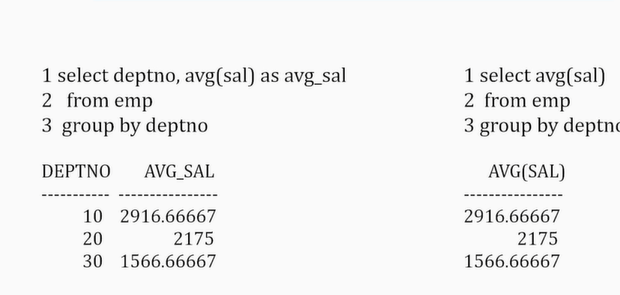 1 select deptno, avg(sal) as avg_sal
2 from emp
3 group by deptno
DEPTNO AVG_SAL
----------- ----------------
10 2916.66667
20 2175
30 1566.66667
1 select avg(sal)
2 from emp
3 group by deptno
AVG(SAL)
----------------
2916.66667
2175
1566.66667